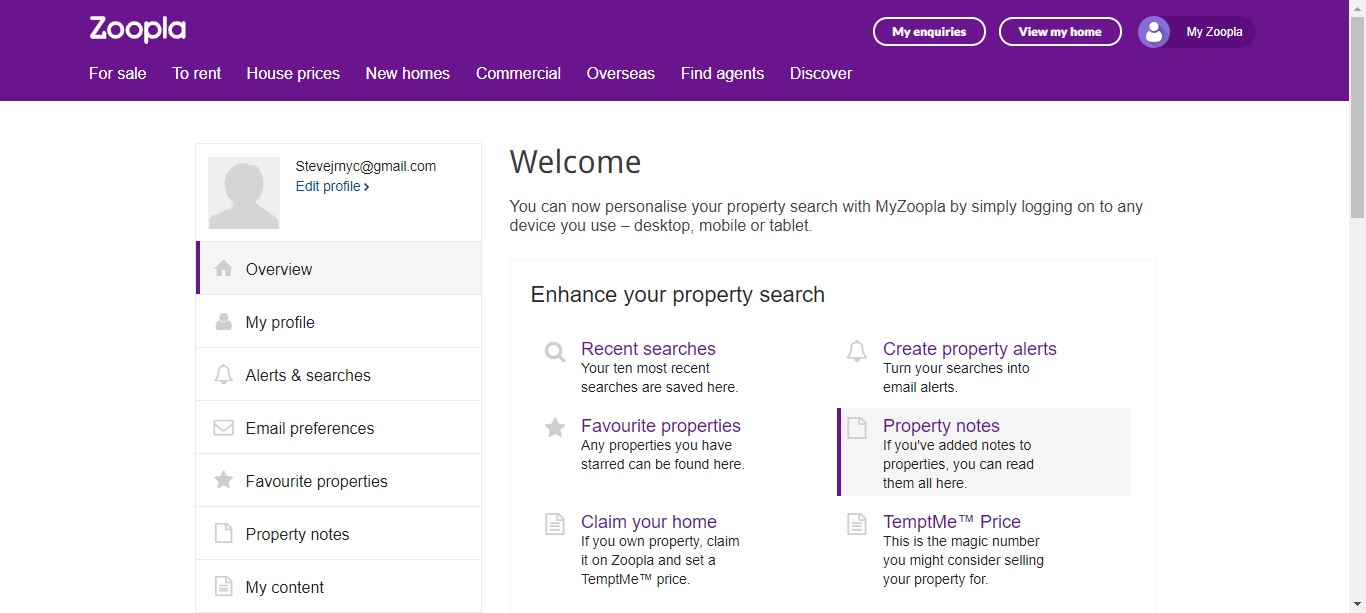 Zoopla
My enquiries
View my home
My Zoopla
For sale
To rent
House prices
New homes
Commercial
Overseas
Find agents
Discover
Stevejrnyc@gmail.com
Edit profile
Overview
My profile
Alerts & searches
Email preferences
Favourite properties
Property notes
My content
Welcome
You can now personalise your property search with MyZoopla by simply logging on to any
device you use – desktop, mobile or tablet.
Enhance your property search
Recent searches
Your ten most recent
searches are saved here.
Create property alerts
Turn your searches into
email alerts.
Favourite properties
Any properties you have
starred can be found here.
Property notes
If you've added notes to
properties, you can read
them all here.
Claim your home
If you own property, claim
it on Zoopla and set a
TemptMe™ price.
TemptMe™ Price
This is the magic number
you might consider selling
your property for.